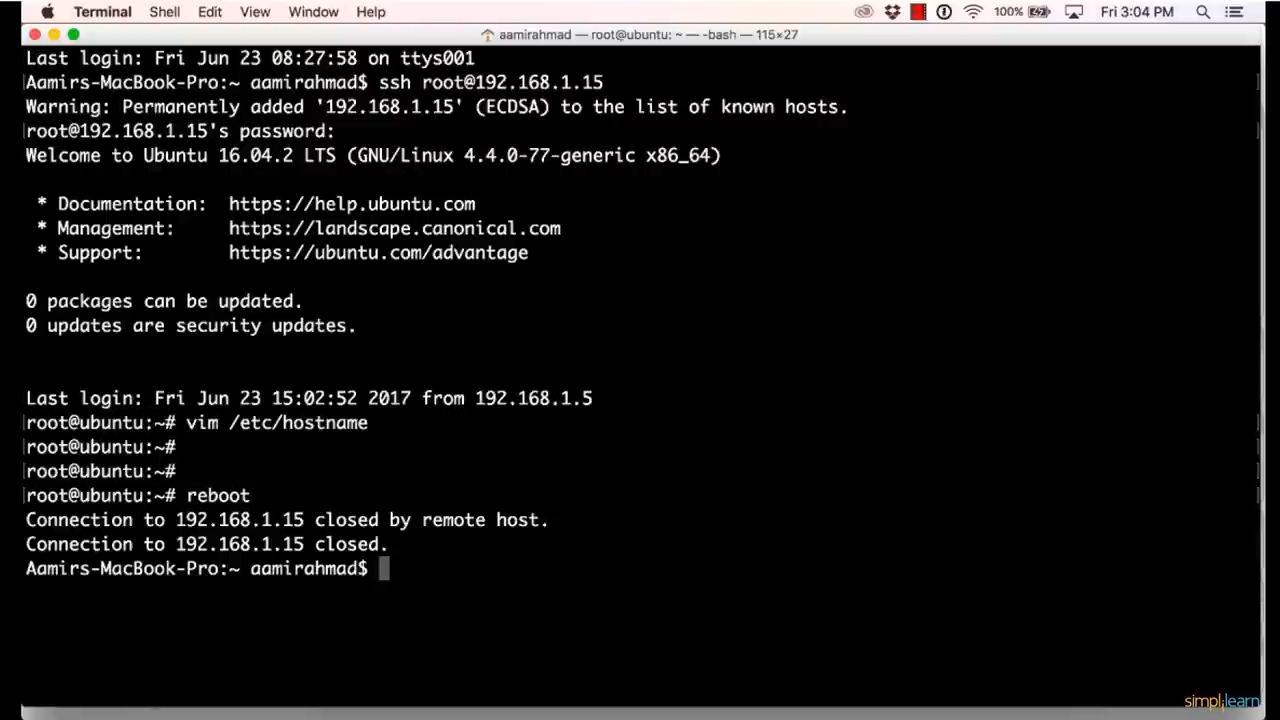 Terminal Shell Edit View Window Help 100% Fri 3:04 PM
aamirahmad — root@ubuntu: ~ — -bash — 115×27
Last login: Fri Jun 23 08:27:58 on ttys001
Aamirs-MacBook-Pro:~ aamirahmad$ ssh root@192.168.1.15
Warning: Permanently added '192.168.1.15' (ECDSA) to the list of known hosts.
root@192.168.1.15's password:
Welcome to Ubuntu 16.04.2 LTS (GNU/Linux 4.4.0-77-generic x86_64)
* Documentation:  https://help.ubuntu.com
* Management:     https://landscape.canonical.com
* Support:        https://ubuntu.com/advantage
0 packages can be updated.
0 updates are security updates.
Last login: Fri Jun 23 15:02:52 2017 from 192.168.1.5
root@ubuntu:~# vim /etc/hostname
root@ubuntu:~#
root@ubuntu:~#
root@ubuntu:~# reboot
Connection to 192.168.1.15 closed by remote host.
Connection to 192.168.1.15 closed.
Aamirs-MacBook-Pro:~ aamirahmad$
simplilearn